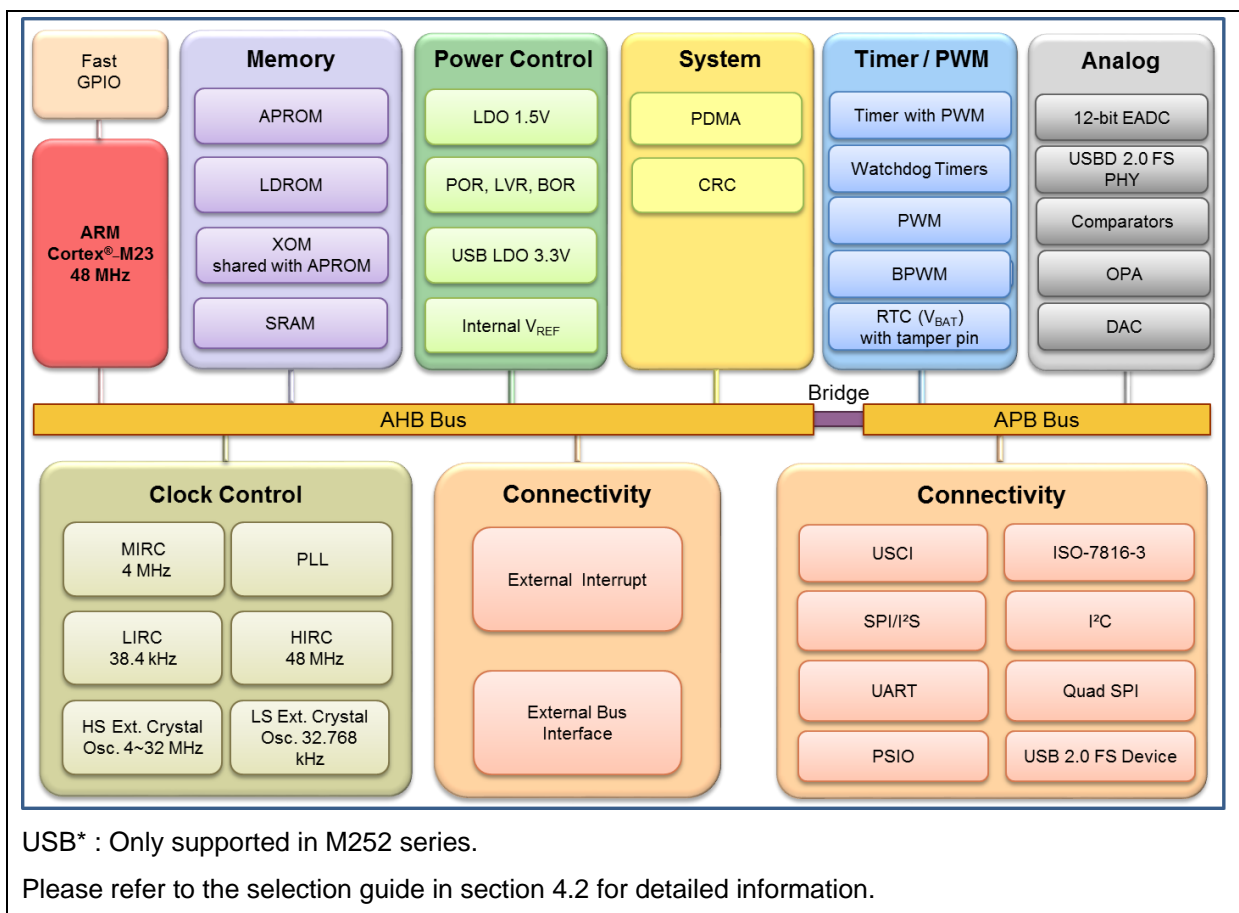 Fast
GPIO
ARM
Cortex®-M23
48 MHz
Memory
APROM
LDROM
XOM
shared with APROM
SRAM
Power Control
LDO 1.5V
POR, LVR, BOR
USB LDO 3.3V
Internal VREF
System
PDMA
CRC
Timer / PWM
Timer with PWM
Watchdog Timers
PWM
BPWM
RTC (VBAT)
with tamper pin
Analog
12-bit EADC
USBD 2.0 FS
PHY
Comparators
OPA
DAC
Bridge
AHB Bus
APB Bus
Clock Control
MIRC
4 MHz
PLL
LIRC
38.4 kHz
HIRC
48 MHz
HS Ext. Crystal
Osc. 4~32 MHz
LS Ext. Crystal
Osc. 32.768
kHz
Connectivity
External Interrupt
External Bus
Interface
Connectivity
USCI
ISO-7816-3
SPI/I²S
I²C
UART
Quad SPI
PSIO
USB 2.0 FS Device
USB* : Only supported in M252 series.
Please refer to the selection guide in section 4.2 for detailed information.